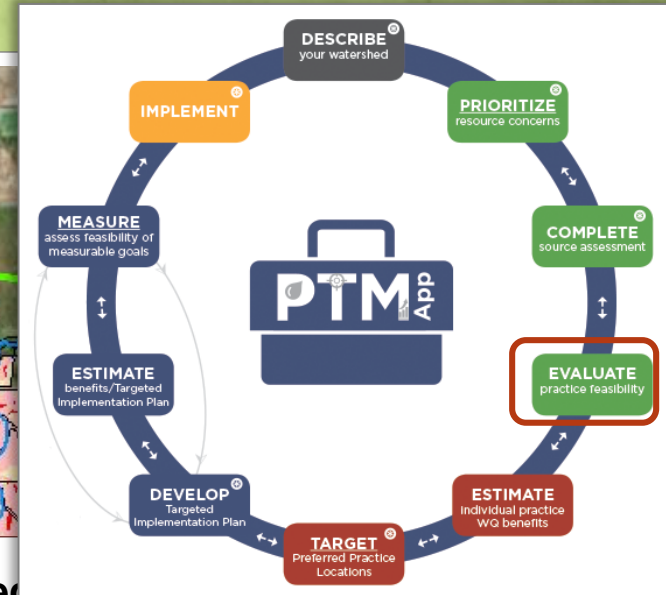 DESCRIBE
your watershed
PRIORITIZE
resource concerns
COMPLETE
source assessment
EVALUATE
practice feasibility
ESTIMATE
individual practice
WQ benefits
TARGET
Preferred Practice
Locations
DEVELOP
Targeted
Implementation Plan
ESTIMATE
benefits/Targeted
Implementation Plan
MEASURE
assess feasibility of
measurable goals
IMPLEMENT
PTM App